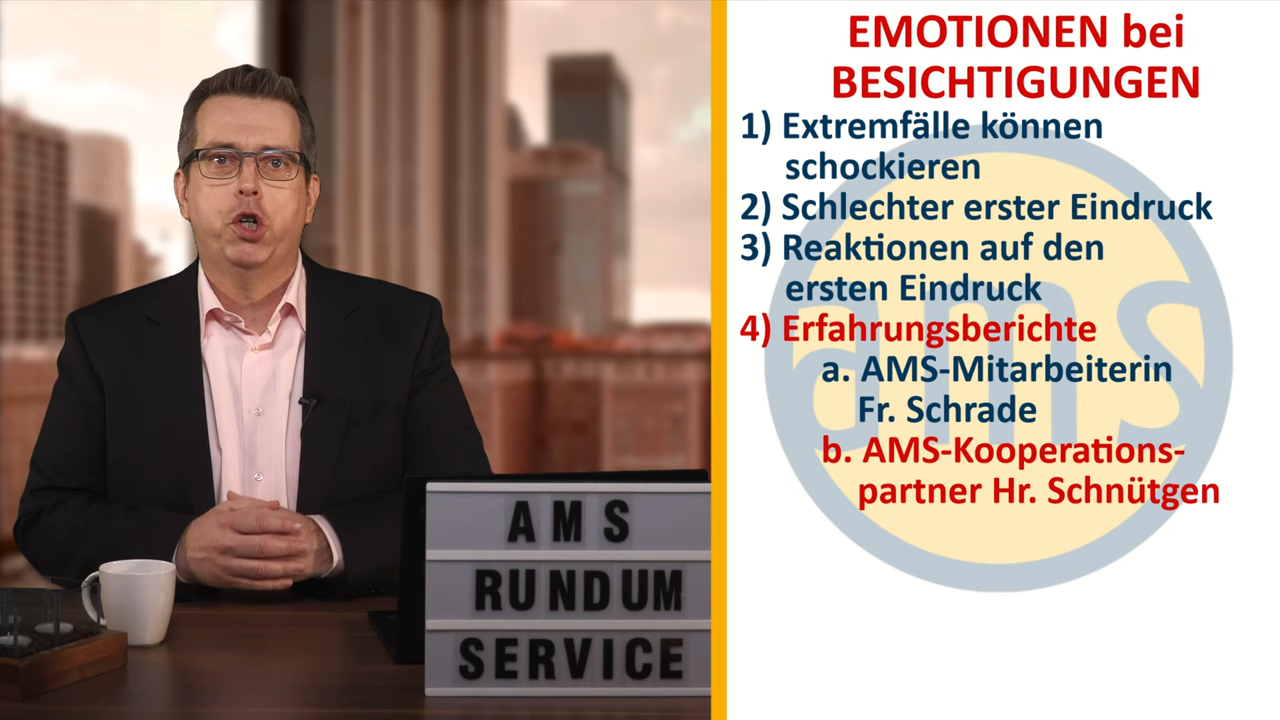 EMOTIONEN bei
BESICHTIGUNGEN
1) Extremfälle können
schockieren
2) Schlechter erster Eindruck
3) Reaktionen auf den
ersten Eindruck
4) Erfahrungsberichte
a. AMS-Mitarbeiterin
Fr. Schrade
b. AMS-Kooperations-
partner Hr. Schnütgen
ams
AMS
RUNDUM
SERVICE